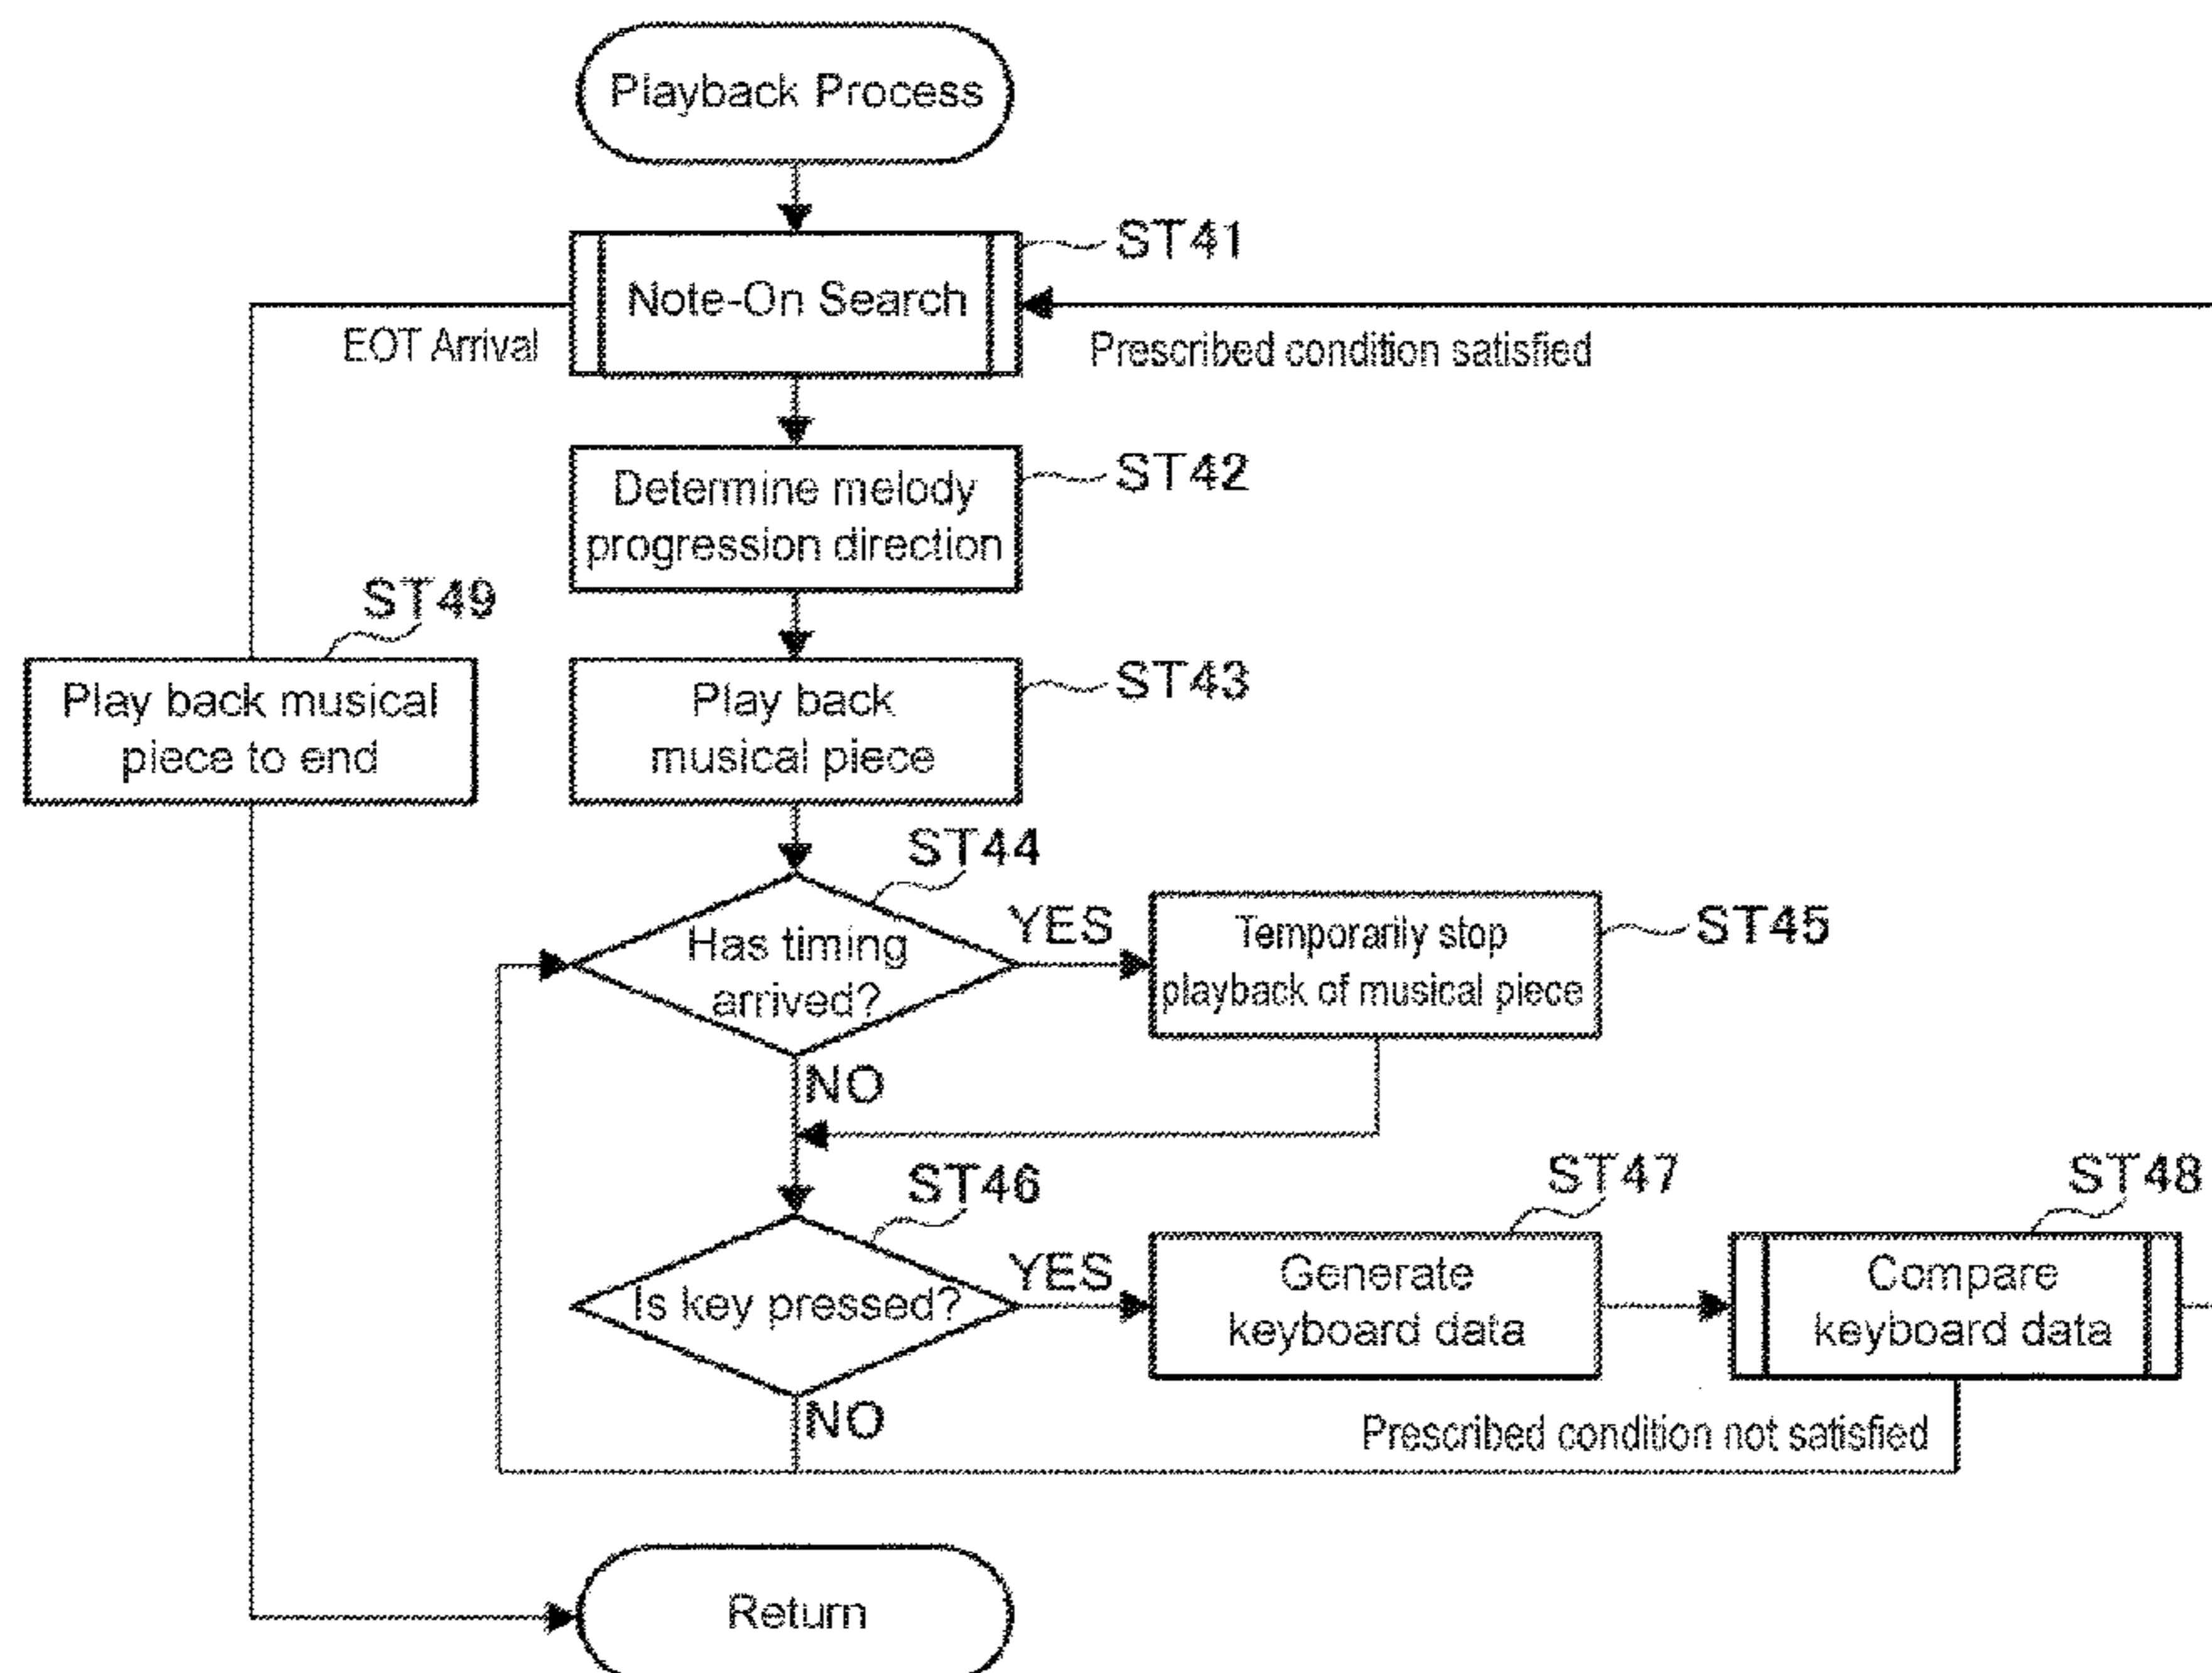 Playback Process
ST41
Note-On Search
EOT Arrival
Prescribed condition satisfied
ST42
Determine melody
progression direction
ST49
Play back musical
piece to end
ST43
Play back
musical piece
ST44
Has timing
arrived?
YES
ST45
Temporarily stop
playback of musical piece
NO
ST46
Is key pressed?
YES
ST47
Generate
keyboard data
ST48
Compare
keyboard data
NO
Prescribed condition not satisfied
Return